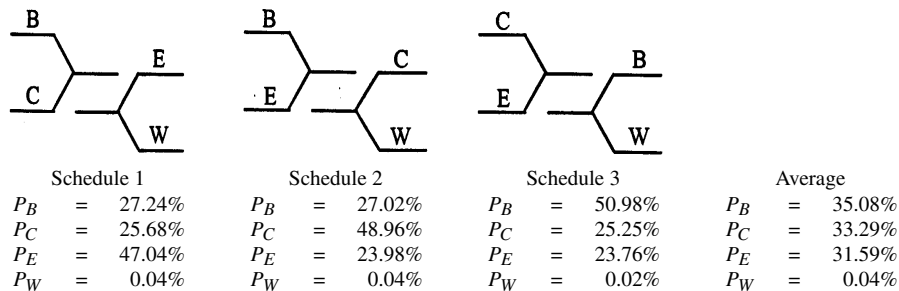 B
E
C
W
B
C
E
W
C
B
E
W
Schedule 1
P_B = 27.24%
P_C = 25.68%
P_E = 47.04%
P_W = 0.04%
Schedule 2
P_B = 27.02%
P_C = 48.96%
P_E = 23.98%
P_W = 0.04%
Schedule 3
P_B = 50.98%
P_C = 25.25%
P_E = 23.76%
P_W = 0.02%
Average
P_B = 35.08%
P_C = 33.29%
P_E = 31.59%
P_W = 0.04%